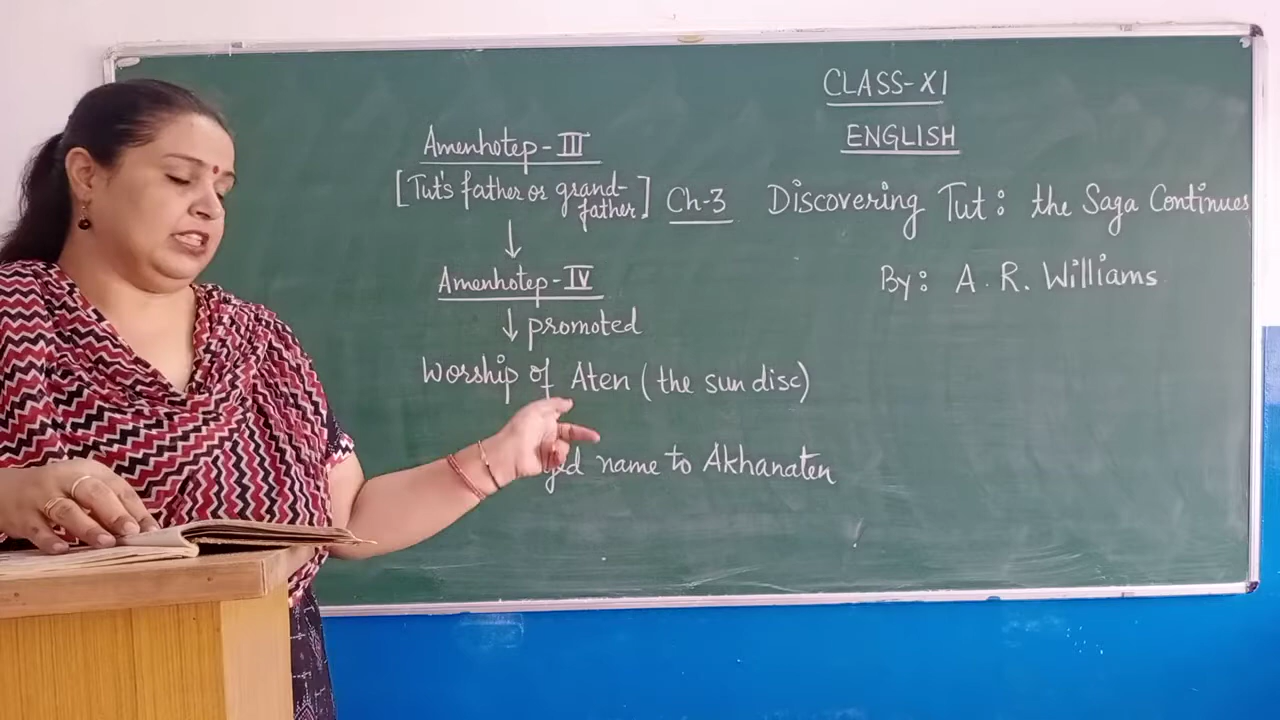 CLASS-XI
ENGLISH
Ch-3 Discovering Tut: the Saga Continues
By: A. R. Williams
Amenhotep-III
[Tut's father or grand-
father]
Amenhotep-IV
promoted
Worship of Aten (the sun disc)
name to Akhanaten